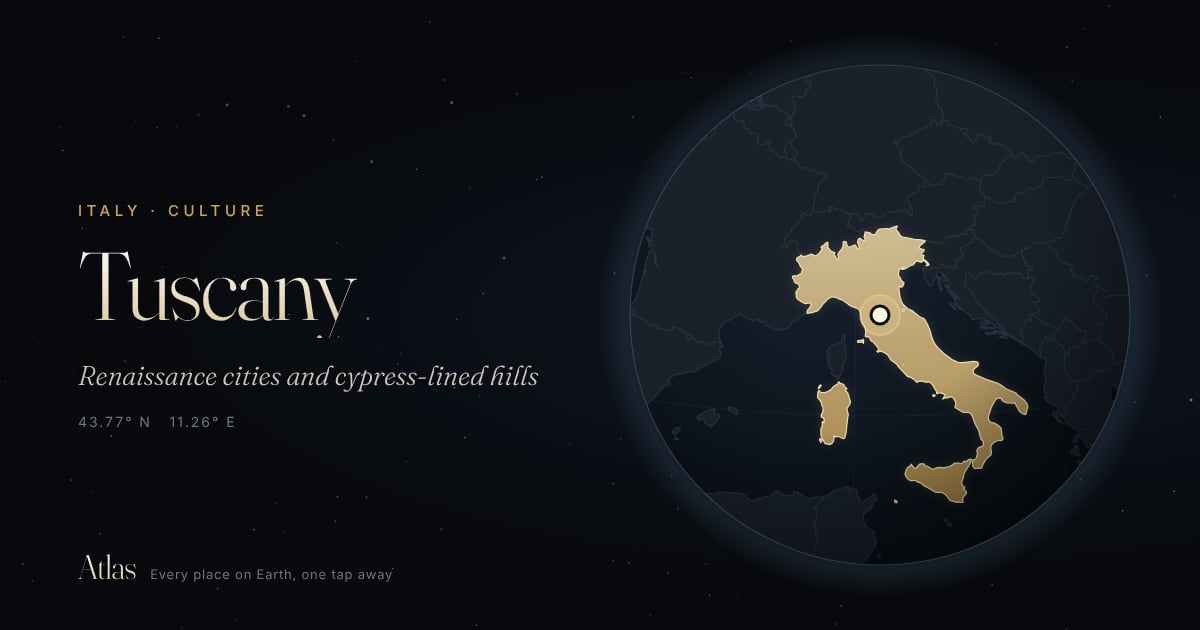 ITALY · CULTURE
Tuscany
Renaissance cities and cypress-lined hills
43.77° N 11.26° E
Atlas Every place on Earth, one tap away